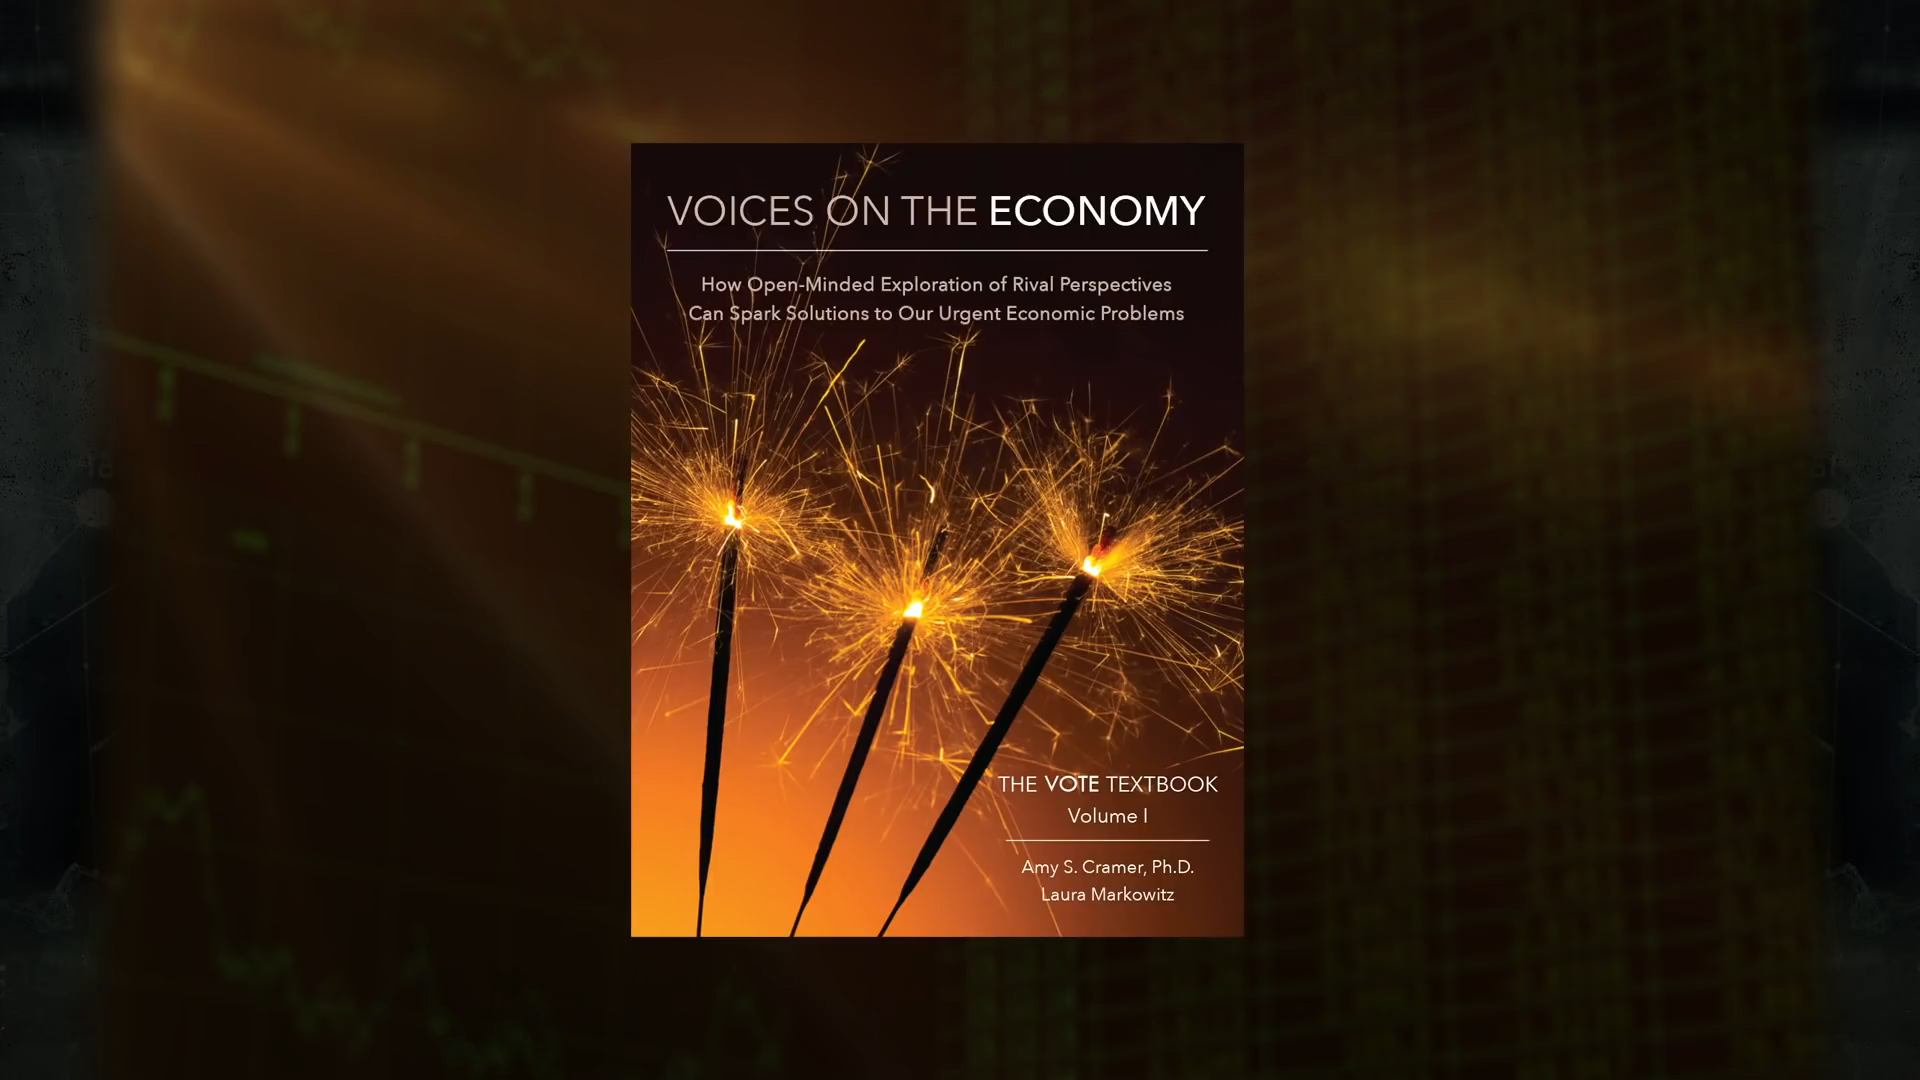 VOICES ON THE ECONOMY
How Open-Minded Exploration of Rival Perspectives
Can Spark Solutions to Our Urgent Economic Problems
THE VOTE TEXTBOOK
Volume I
Amy S. Cramer, Ph.D.
Laura Markowitz